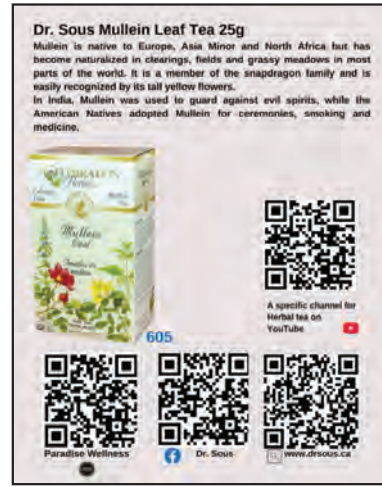 Dr. Sous Mullein Leaf Tea 25g
Mullein is native to Europe, Asia Minor and North Africa but has
become naturalized in clearings, fields and grassy meadows in most
parts of the world. It is a member of the snapdragon family and is
easily recognized by its tall yellow flowers.
In India, Mullein was used to guard against evil spirits, while the
American Natives adopted Mullein for ceremonies, smoking and
medicine.
Mullein
Leaf
605
A specific channel for
Herbal tea on
YouTube
Paradise Wellness
Dr. Sous
www.drsous.ca